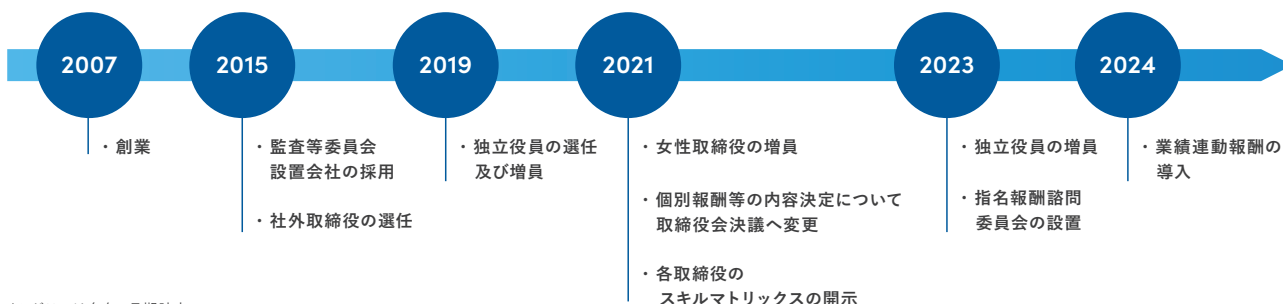 2007
・創業
2015
・監査等委員会
設置会社の採用
・社外取締役の選任
2019
・独立役員の選任
及び増員
2021
・女性取締役の増員
・個別報酬等の内容決定について
取締役会決議へ変更
・各取締役の
スキルマトリックスの開示
2023
・独立役員の増員
・指名報酬諮問
委員会の設置
2024
・業績連動報酬の
導入